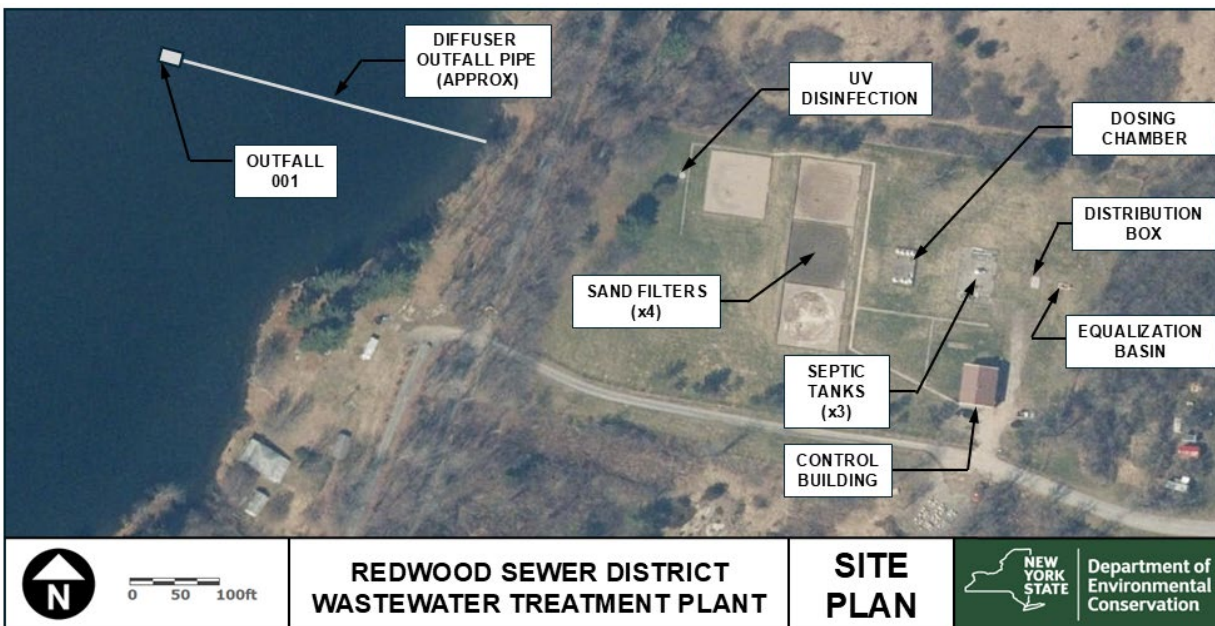 DIFFUSER
OUTFALL PIPE
(APPROX)
UV
DISINFECTION
DOSING
CHAMBER
OUTFALL
001
DISTRIBUTION
BOX
SAND FILTERS
(x4)
EQUALIZATION
BASIN
SEPTIC
TANKS
(x3)
CONTROL
BUILDING
N
0 50 100ft
REDWOOD SEWER DISTRICT
WASTEWATER TREATMENT PLANT
SITE
PLAN
NEW
YORK
STATE
Department of
Environmental
Conservation